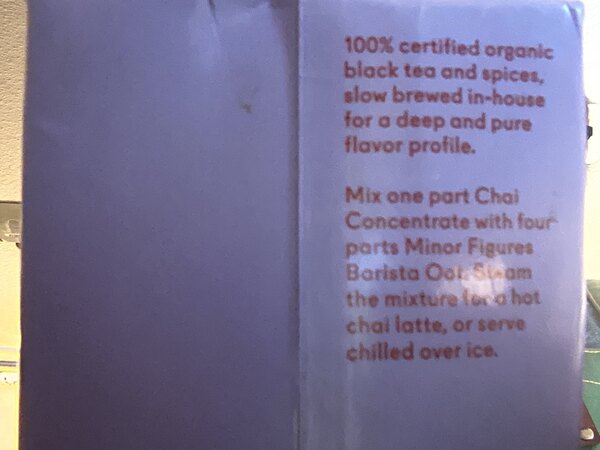 100% certified organic
black tea and spices,
slow brewed in-house
for a deep and pure
flavor profile.
Mix one part Chai
Concentrate with four
parts Minor Figures
Barista Oat. Steam
the mixture for a hot
chai latte, or serve
chilled over ice.